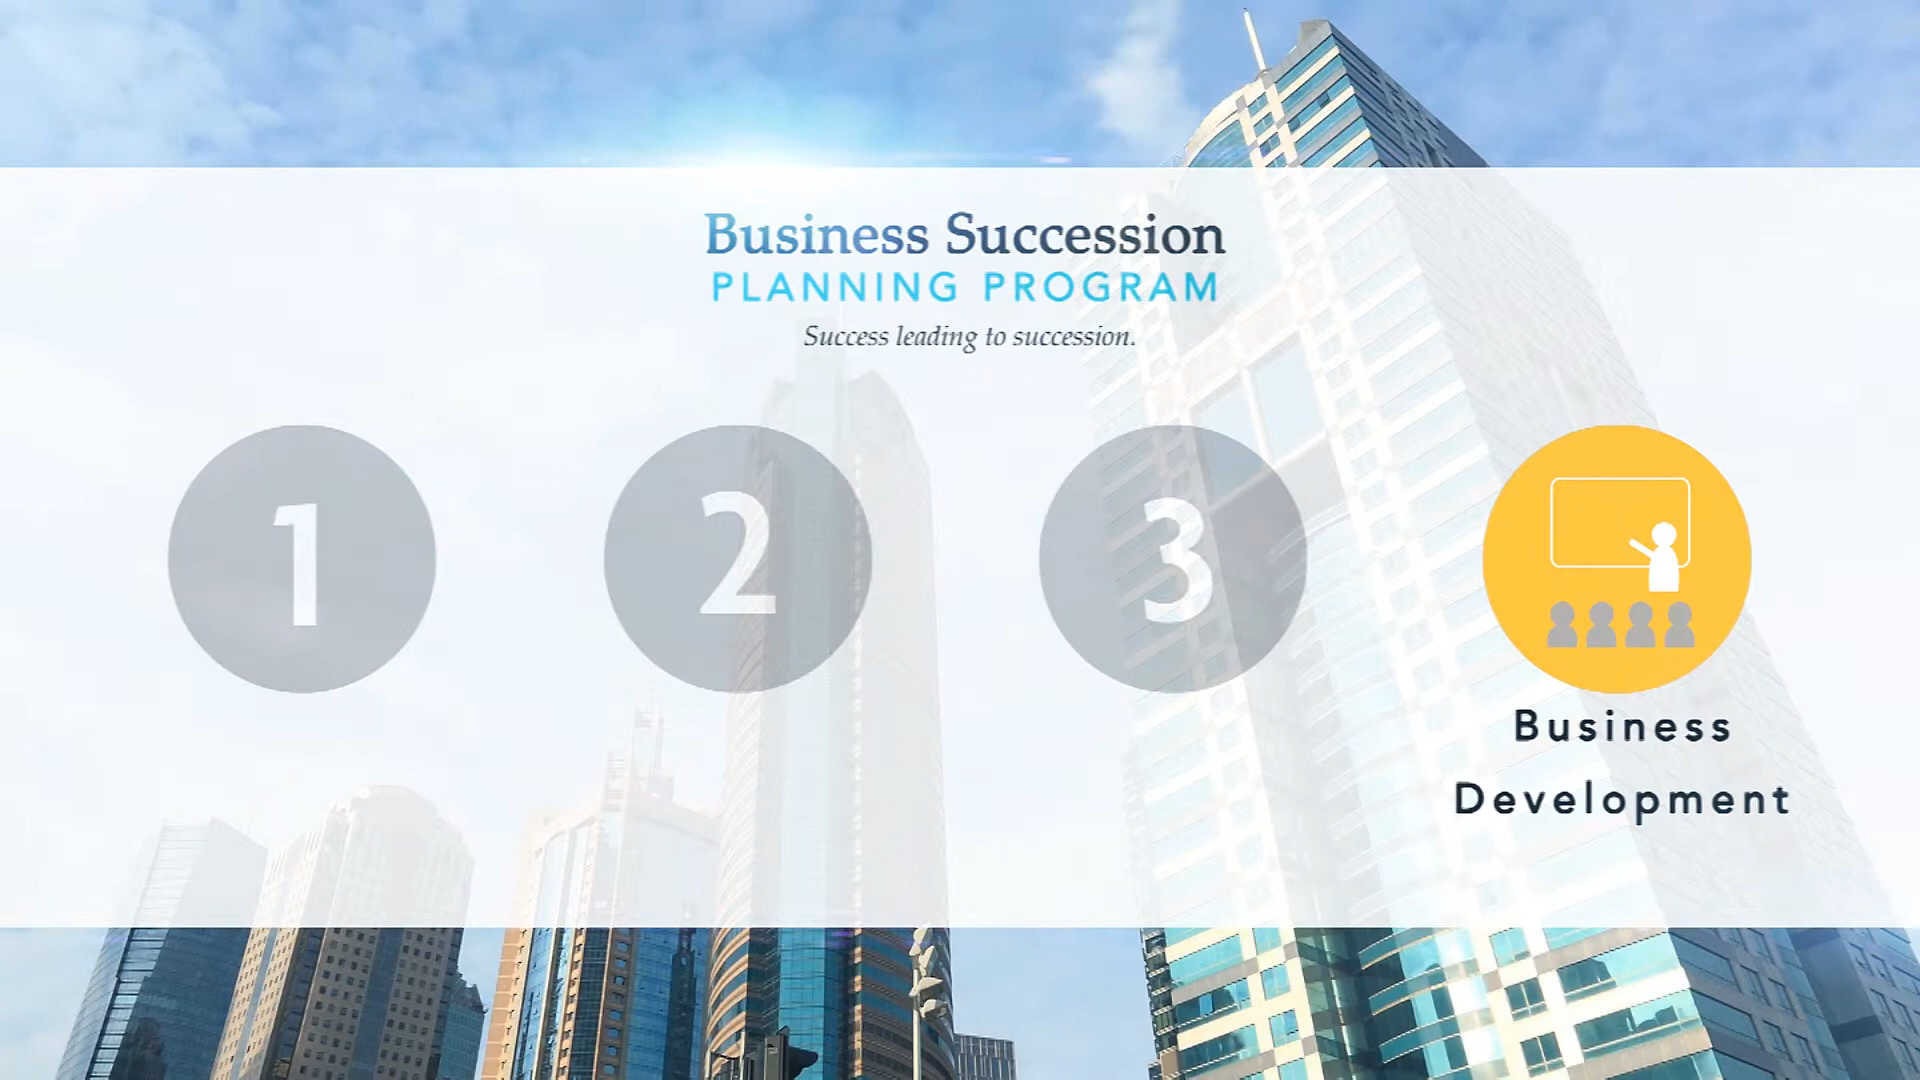 Business Succession
PLANNING PROGRAM
Success leading to succession.
1
2
3
Business
Development